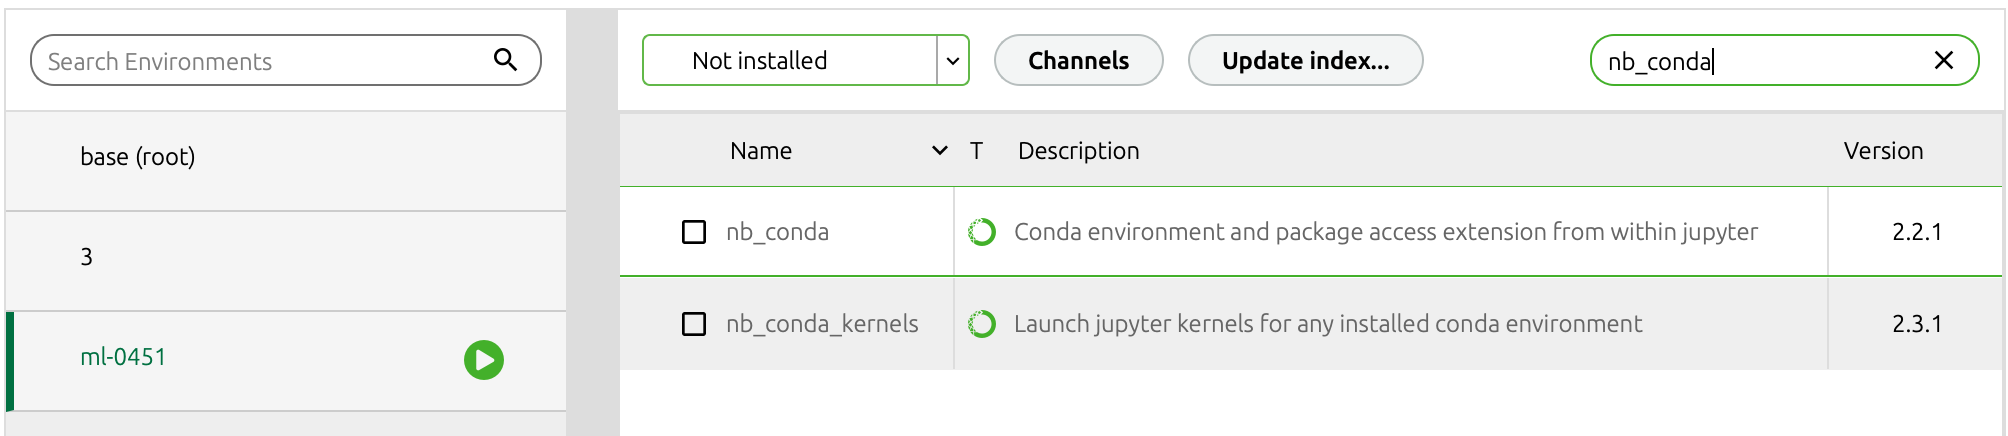 Search Environments
Not installed
Channels
Update index...
nb_conda
base (root)
3
ml-0451
Name T Description Version
nb_conda Conda environment and package access extension from within jupyter 2.2.1
nb_conda_kernels Launch jupyter kernels for any installed conda environment 2.3.1